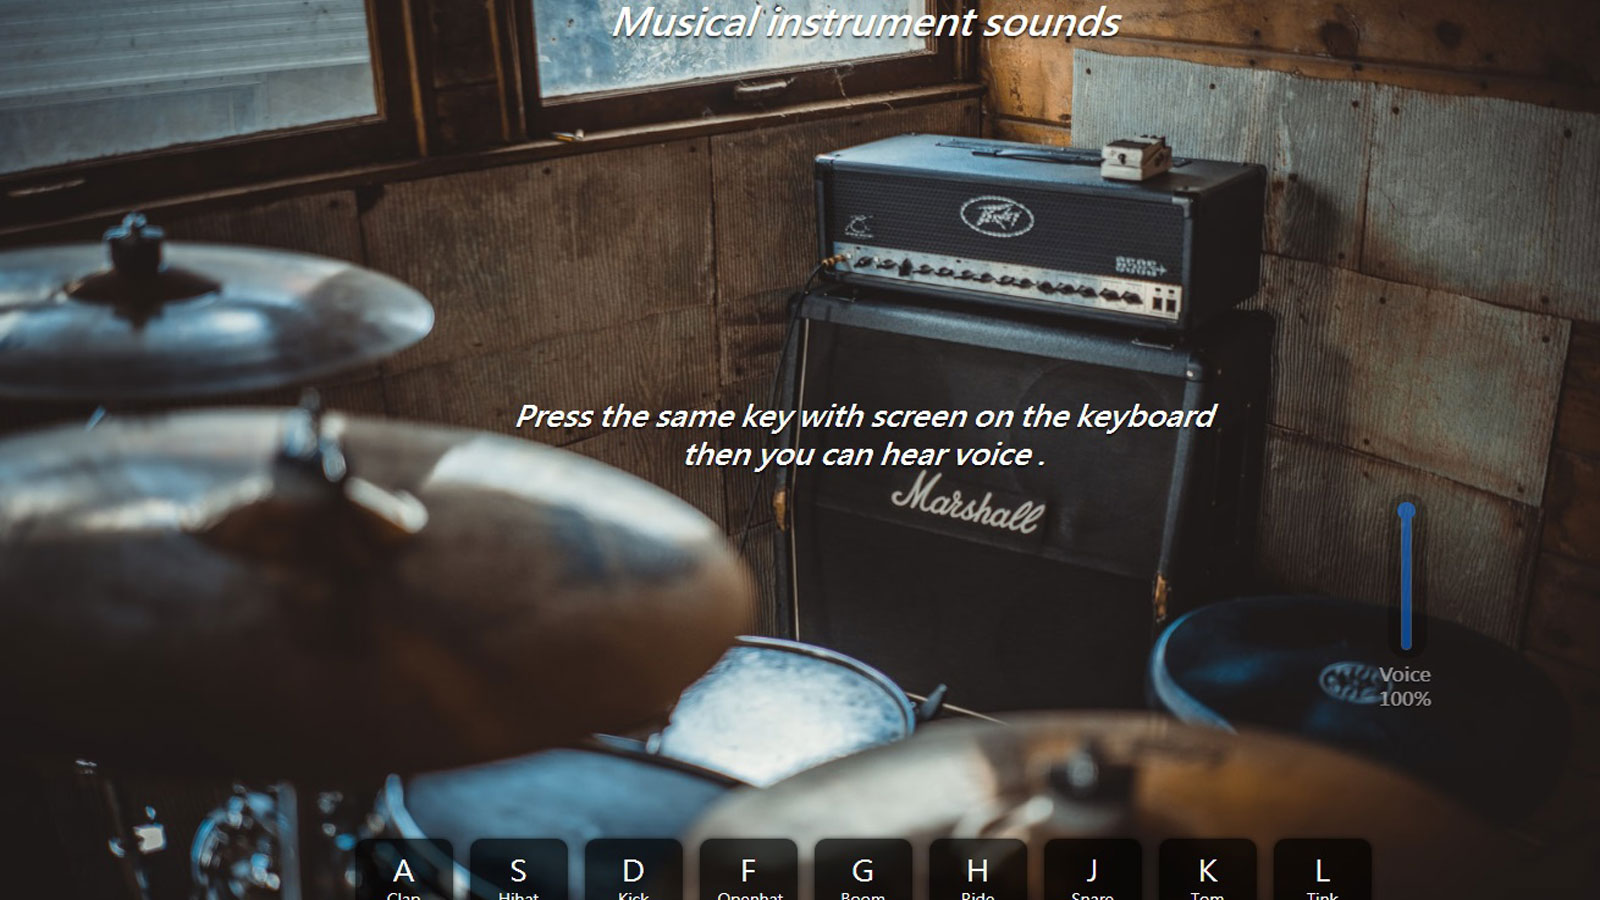 Musical instrument sounds
PEAVEY
6505+
Press the same key with screen on the keyboard
then you can hear voice .
Marshall
Voice
100%
A S D F G H J K L
Clap Hihat Kick Openhat Boom Ride Snare Tom Tink